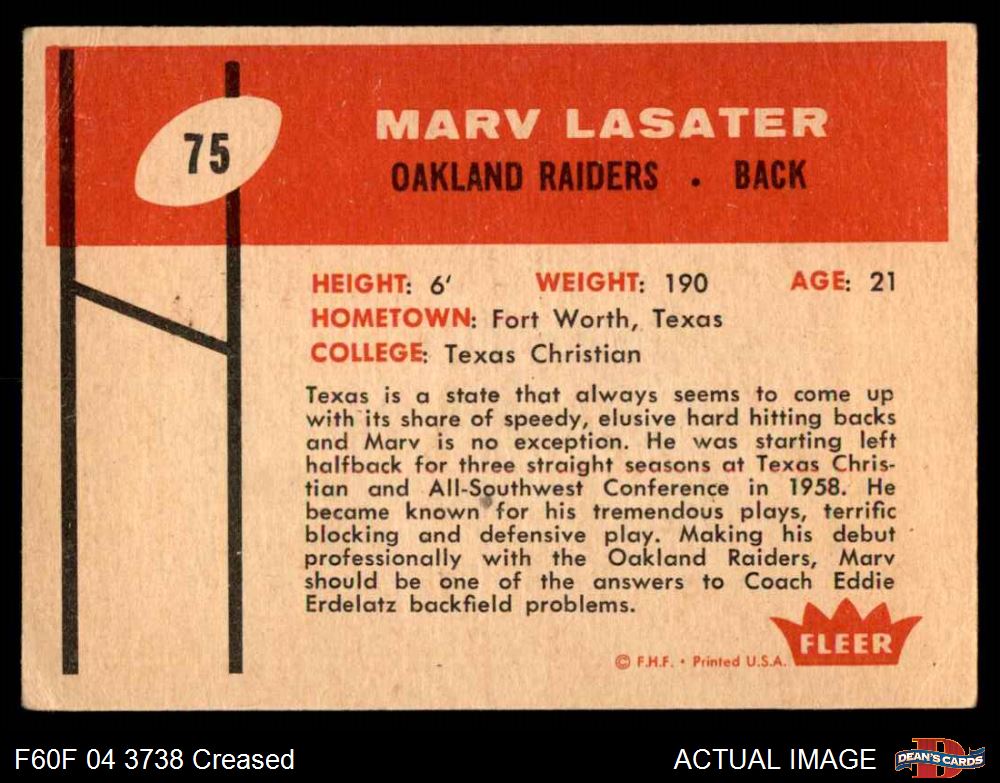 75
MARV LASATER
OAKLAND RAIDERS . BACK
HEIGHT: 6' WEIGHT: 190 AGE: 21
HOMETOWN: Fort Worth, Texas
COLLEGE: Texas Christian
Texas is a state that always seems to come up
with its share of speedy, elusive hard hitting backs
and Marv is no exception. He was starting left
halfback for three straight seasons at Texas Chris-
tian and All-Southwest Conference in 1958. He
became known for his tremendous plays, terrific
blocking and defensive play. Making his debut
professionally with the Oakland Raiders, Marv
should be one of the answers to Coach Eddie
Erdelatz backfield problems.
FLEER
© F.H.F. • Printed U.S.A.
F60F 04 3738 Creased
ACTUAL IMAGE
D
DEAN'S CARDS